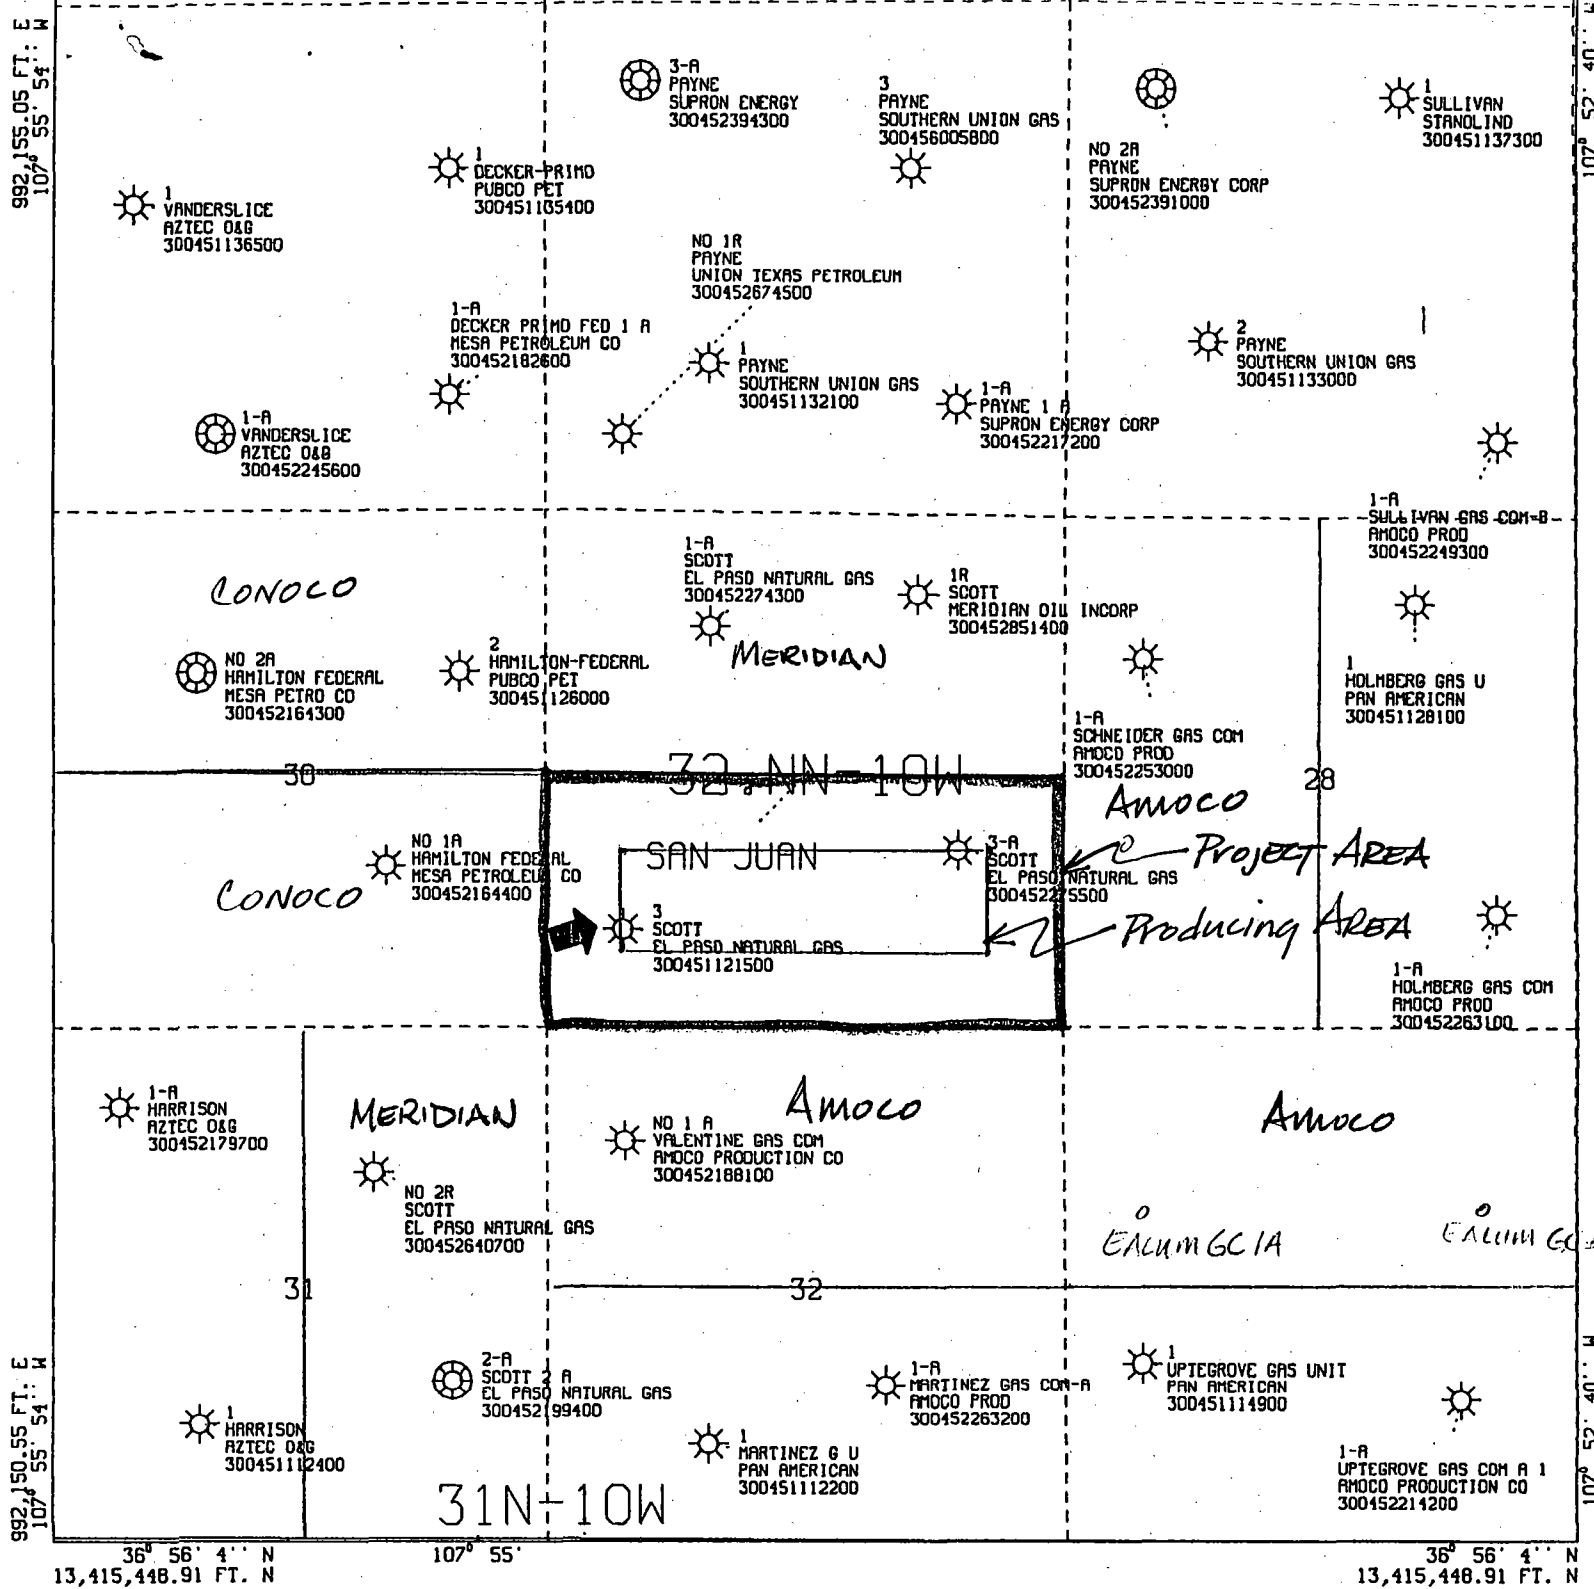 992,155.05 FT. E
107° 55' 54'' W
3-A
PAYNE
SUPRON ENERGY
300452394300
3
PAYNE
SOUTHERN UNION GAS
300456005800
NO 2A
PAYNE
SUPRON ENERGY CORP
300452391000
1
SULLIVAN
STANOLIND
300451137300
107° 52' 40'' W
1
VANDERSLICE
AZTEC O&G
300451136500
1
DECKER-PRIMO
PUBCO PET
300451135400
NO 1R
PAYNE
UNION TEXAS PETROLEUM
300452674500
1-A
DECKER PRIMO FED 1 A
MESA PETROLEUM CO
300452182600
1
PAYNE
SOUTHERN UNION GAS
300451132100
2
PAYNE
SOUTHERN UNION GAS
300451133000
1-A
VANDERSLICE
AZTEC O&G
300452245600
1-A
PAYNE 1 A
SUPRON ENERGY CORP
300452217200
1-A
SULLIVAN GAS COM-B
AMOCO PROD
300452249300
CONOCO
1-A
SCOTT
EL PASO NATURAL GAS
300452274300
MERIDIAN
1R
SCOTT
MERIDIAN OIL INCORP
300452851400
NO 2A
HAMILTON FEDERAL
MESA PETRO CO
300452164300
2
HAMILTON-FEDERAL
PUBCO PET
300451126000
1
HOLMBERG GAS U
PAN AMERICAN
300451128100
1-A
SCHNEIDER GAS COM
AMOCO PROD
300452253000
30
32.NN-10W
28
AMOCO
NO 1A
HAMILTON FEDERAL
MESA PETROLEUM CO
300452164400
SAN JUAN
3-A
SCOTT
EL PASO NATURAL GAS
300452275500
PROJECT AREA
CONOCO
3
SCOTT
EL PASO NATURAL GAS
300451121500
Producing AREA
1-A
HOLMBERG GAS COM
AMOCO PROD
300452263100
1-A
HARRISON
AZTEC O&G
300452179700
MERIDIAN
AMOCO
AMOCO
NO 1 A
VALENTINE GAS COM
AMOCO PRODUCTION CO
300452188100
NO 2R
SCOTT
EL PASO NATURAL GAS
300452640700
EALUM GC 1A
EALUM GC
31
32
2-A
SCOTT 2 A
EL PASO NATURAL GAS
300452199400
1-A
MARTINEZ GAS COM-A
AMOCO PROD
300452263200
1
UPTEGROVE GAS UNIT
PAN AMERICAN
300451114900
1
HARRISON
AZTEC O&G
300451112400
1
MARTINEZ G U
PAN AMERICAN
300451112200
1-A
UPTEGROVE GAS COM A 1
AMOCO PRODUCTION CO
300452214200
31N-10W
992,150.55 FT. E
107° 55' 54'' W
107° 52' 40'' W
36° 56' 4'' N
13,415,448.91 FT. N
107° 55'
36° 56' 4'' N
13,415,448.91 FT. N